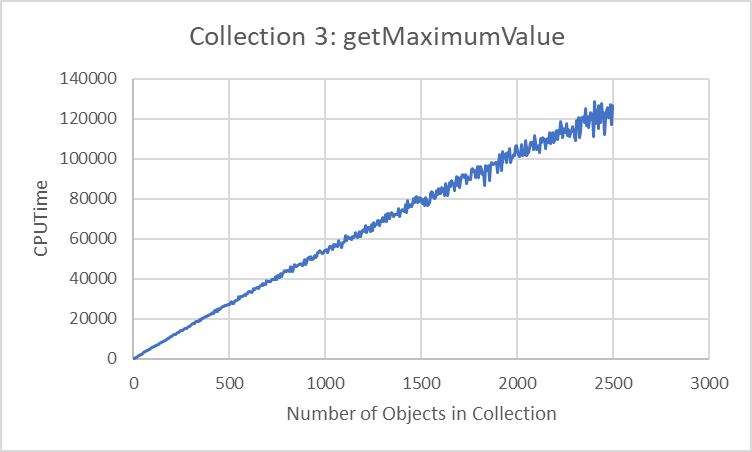 Collection 3: getMaximumValue
140000
120000
100000
80000
60000
40000
20000
0
CPUTime
0 500 1000 1500 2000 2500 3000
Number of Objects in Collection